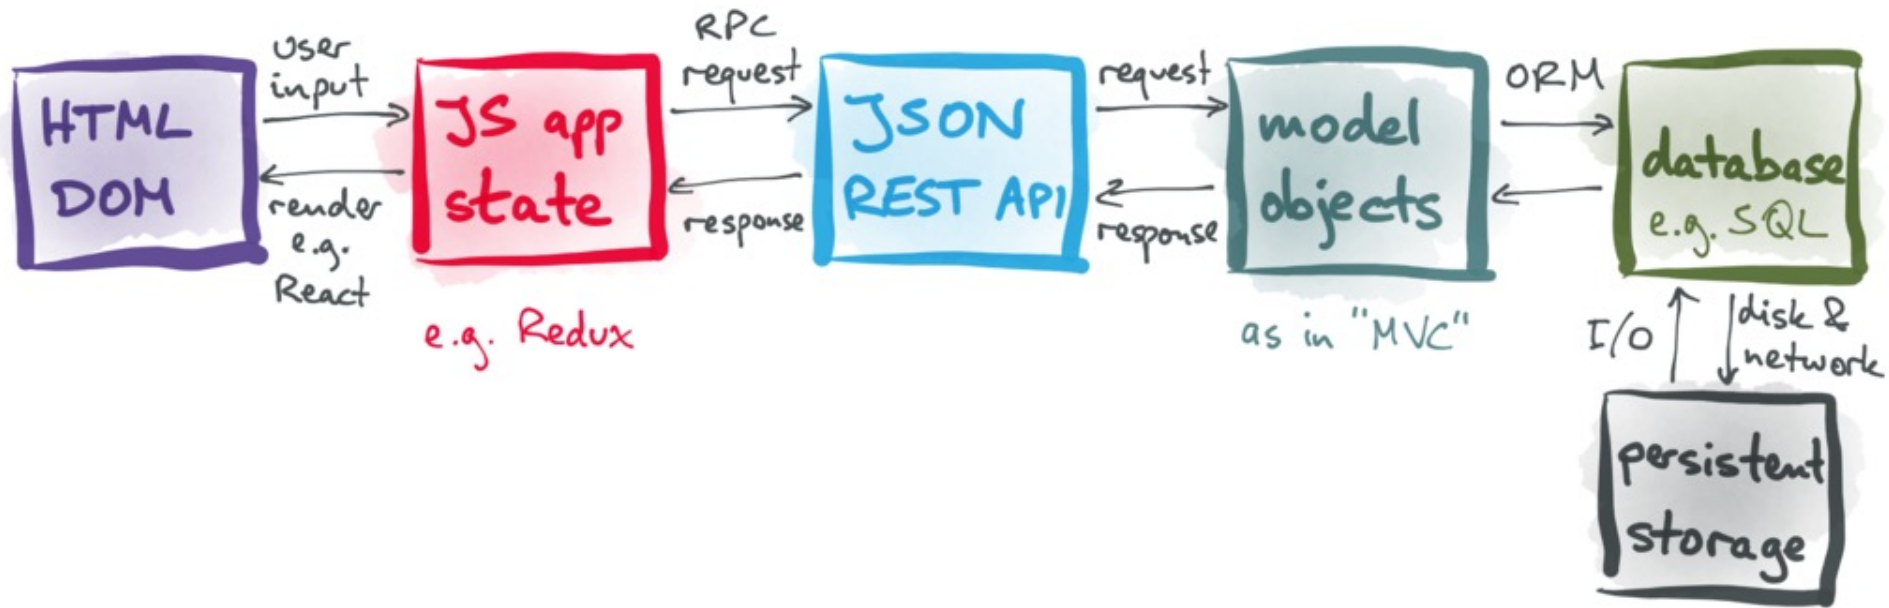 HTML
DOM
user
input
render
e.g.
React
JS app
state
e.g. Redux
RPC
request
response
JSON
REST API
request
response
model
objects
as in "MVC"
ORM
database
e.g. SQL
I/O
disk &
network
persistent
storage